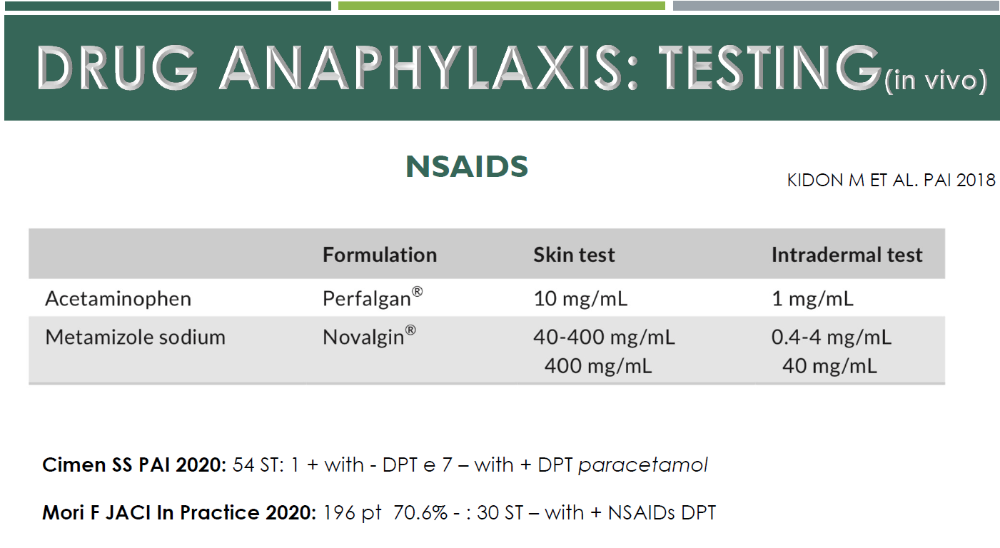 DRUG ANAPHYLAXIS: TESTING(in vivo)
NSAIDS
KIDON M ET AL. PAI 2018
Formulation Skin test Intradermal test
Acetaminophen Perfalgan® 10 mg/mL 1 mg/mL
Metamizole sodium Novalgin® 40-400 mg/mL 0.4-4 mg/mL
400 mg/mL 40 mg/mL
Cimen SS PAI 2020: 54 ST: 1 + with - DPT e 7 – with + DPT paracetamol
Mori F JACI In Practice 2020: 196 pt 70.6% - : 30 ST – with + NSAIDs DPT